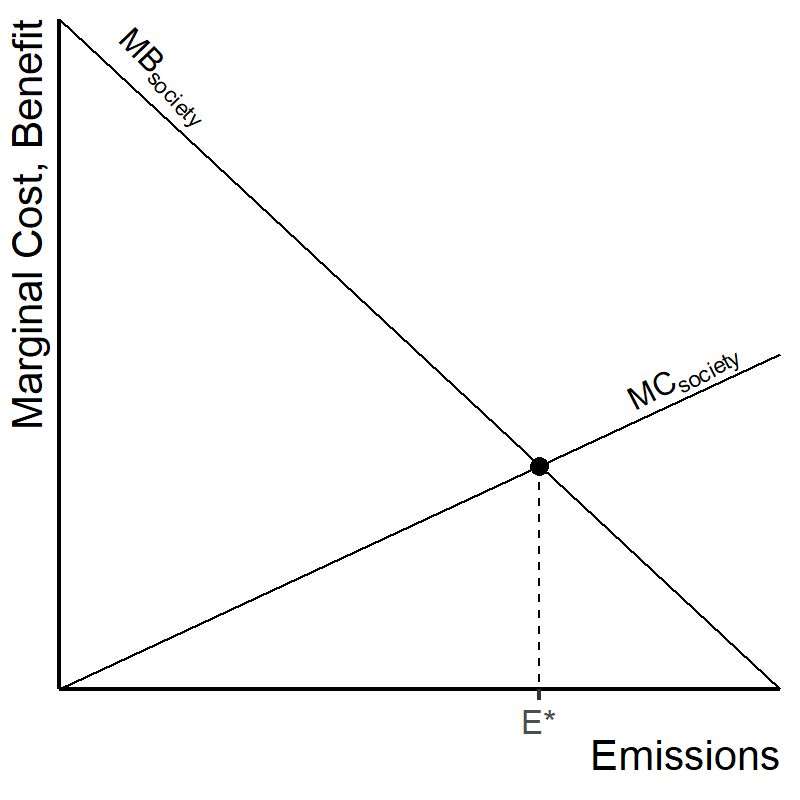 Marginal Cost, Benefit
MBsociety
MCsociety
E*
Emissions